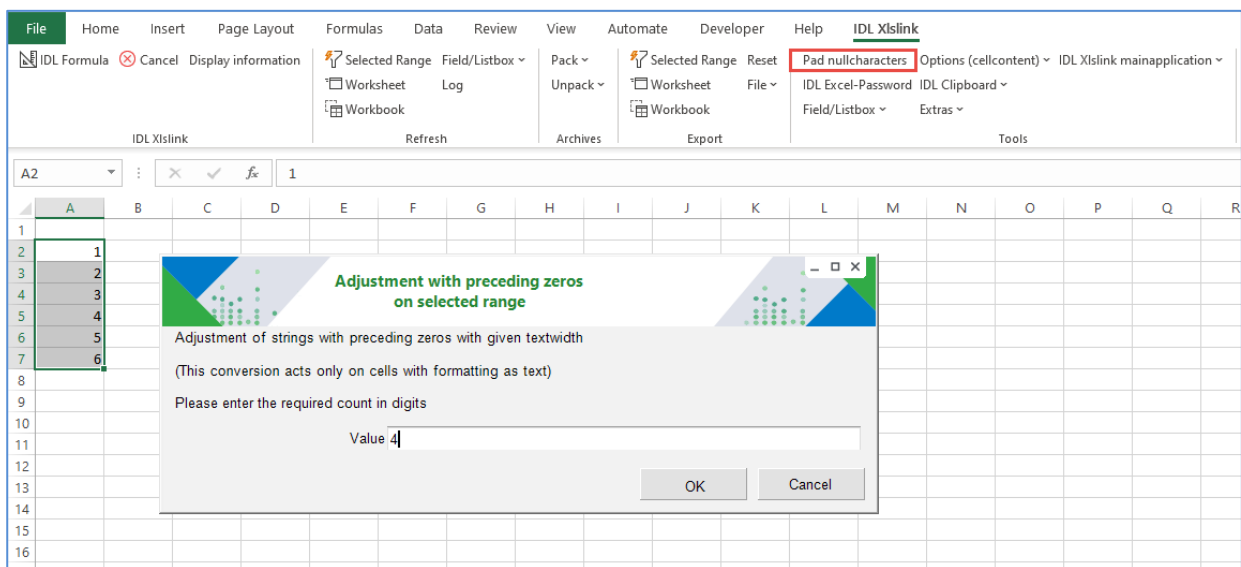 File Home Insert Page Layout Formulas Data Review View Automate Developer Help IDL Xlslink
IDL Formula Cancel Display information Selected Range Field/Listbox Pack Selected Range Reset Pad nullcharacters Options (cellcontent) IDL Xlslink mainapplication
Worksheet Log Unpack Worksheet File IDL Excel-Password IDL Clipboard
Workbook Workbook Field/Listbox Extras
IDL Xlslink Refresh Archives Export Tools
A2 fx 1
A B C D E F G H I J K L M N O P Q R
1
2 1
3 2
4 3
5 4
6 5
7 6
8
9
10
11
12
13
14
15
16
Adjustment with preceding zeros
on selected range
Adjustment of strings with preceding zeros with given textwidth
(This conversion acts only on cells with formatting as text)
Please enter the required count in digits
Value 4
OK Cancel